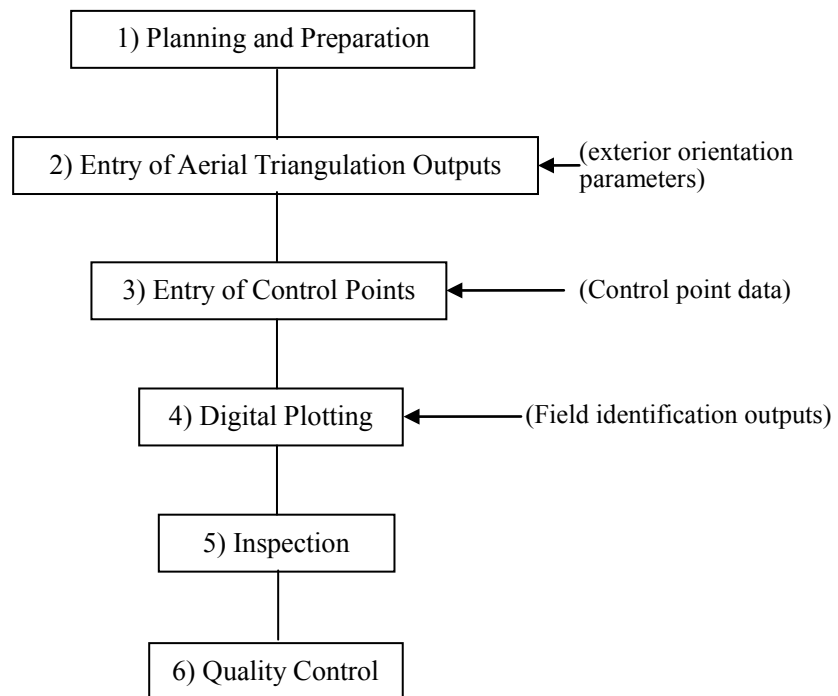 1) Planning and Preparation
2) Entry of Aerial Triangulation Outputs
(exterior orientation
parameters)
3) Entry of Control Points
(Control point data)
4) Digital Plotting
(Field identification outputs)
5) Inspection
6) Quality Control